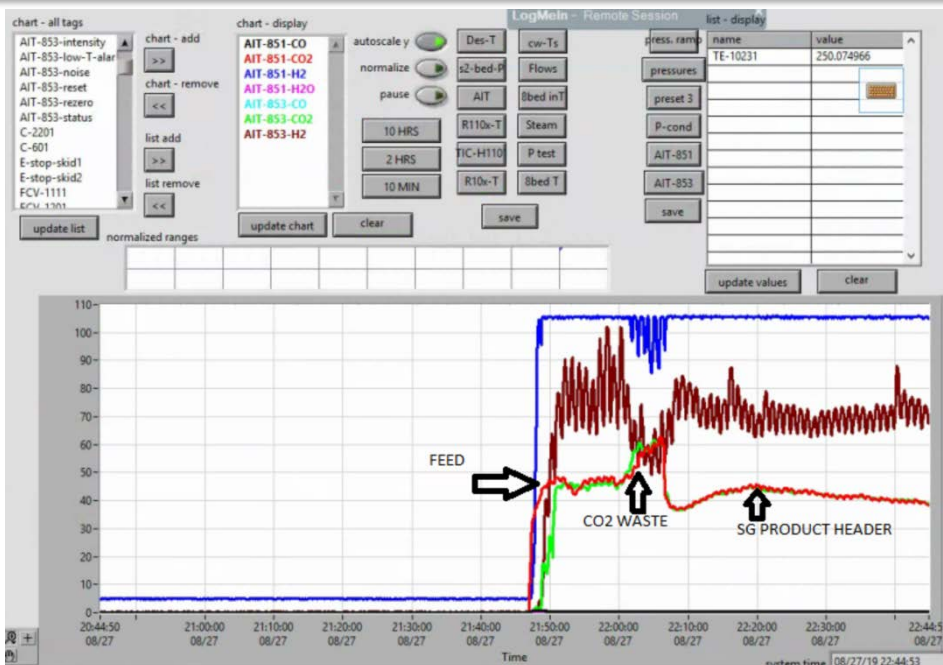 LogMeIn - Remote Session
chart - all tags
AIT-853-intensity
AIT-853-low-T-alar
AIT-853-noise
AIT-853-reset
AIT-853-rezero
AIT-853-status
C-2201
C-601
E-stop-skid1
E-stop-skid2
FCV-1111
FCV-1201
update list
chart - add
>>
chart - remove
<<
list add
>>
list remove
<<
chart - display
AIT-851-CO
AIT-851-CO2
AIT-851-H2
AIT-851-H2O
AIT-853-CO
AIT-853-CO2
AIT-853-H2
update chart
clear
autoscale y
normalize
pause
10 HRS
2 HRS
10 MIN
Des-T
cw-Ts
s2-bed-P
Flows
AIT
8bed inT
R110x-T
Steam
TIC-H110
P test
R10x-T
8bed T
save
press. ramp
pressures
preset 3
P-cond
AIT-851
AIT-853
save
list - display
name value
TE-10231 250.074966
update values
clear
normalized ranges
110
100
90
80
70
60
50
40
30
20
10
0
FEED
CO2 WASTE
SG PRODUCT HEADER
20:44:50 21:00:00 21:10:00 21:20:00 21:30:00 21:40:00 21:50:00 22:00:00 22:10:00 22:20:00 22:30:00 22:44:5
08/27 08/27 08/27 08/27 08/27 08/27 08/27 08/27 08/27 08/27 08/27 08/27
Time
system time 08/27/19 22:44:53